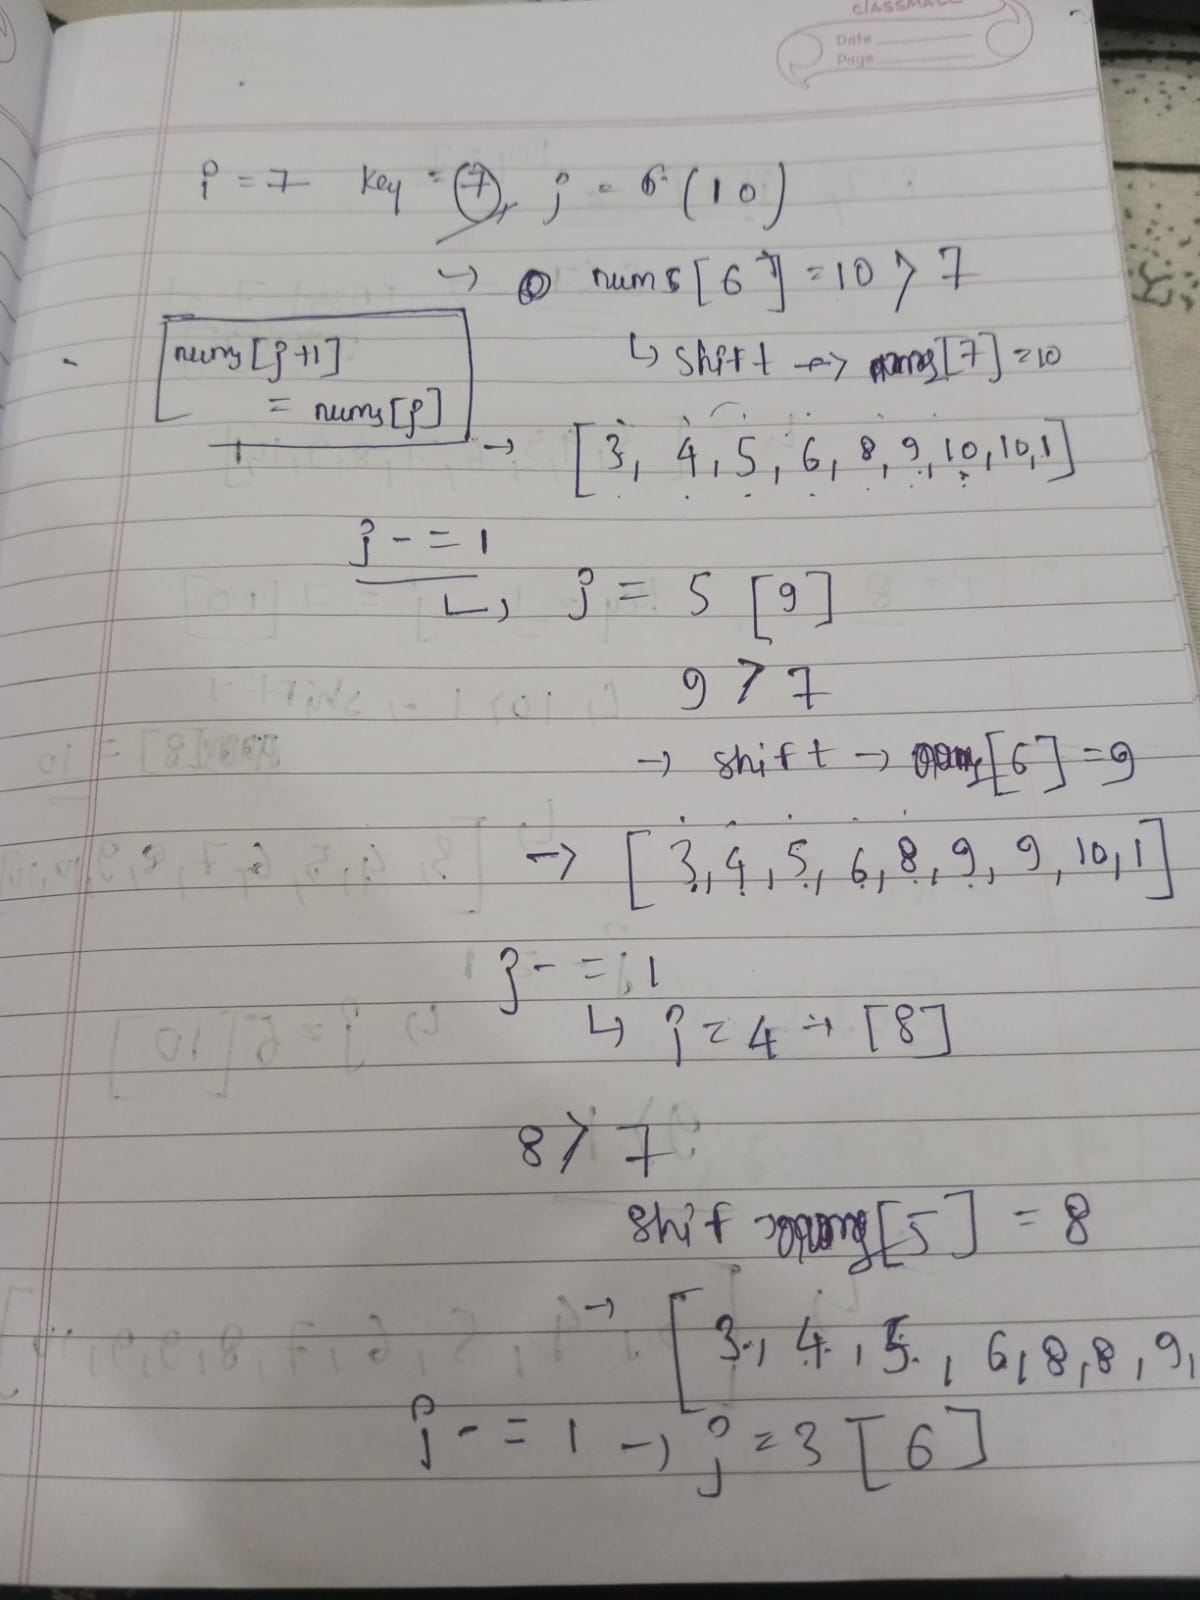 CLASSMATE
Date
Page
i = 7 key = 7, j = 6 (10)
→ nums[6] = 10 > 7
nums[j+1]
= nums[j]
↳ shift → nums[7] = 10
→ [3, 4, 5, 6, 8, 9, 10, 10, 1]
j - = 1
↳ j = 5 [9]
9 > 7
→ shift → nums[6] = 9
→ [3, 4, 5, 6, 8, 9, 9, 10, 1]
j - = 1
↳ j = 4 → [8]
8 > 7
shift nums[5] = 8
→ [3, 4, 5, 6, 8, 8, 9,
j - = 1 → j = 3 [6]